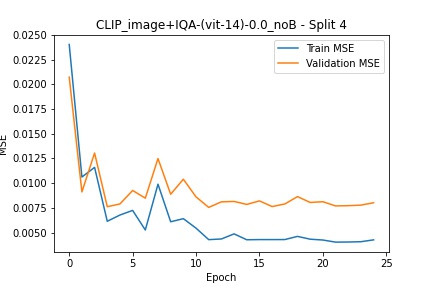 CLIP_image+IQA-(vit-14)-0.0_noB - Split 4
Train MSE
Validation MSE
MSE
0.0250
0.0225
0.0200
0.0175
0.0150
0.0125
0.0100
0.0075
0.0050
0 5 10 15 20 25
Epoch